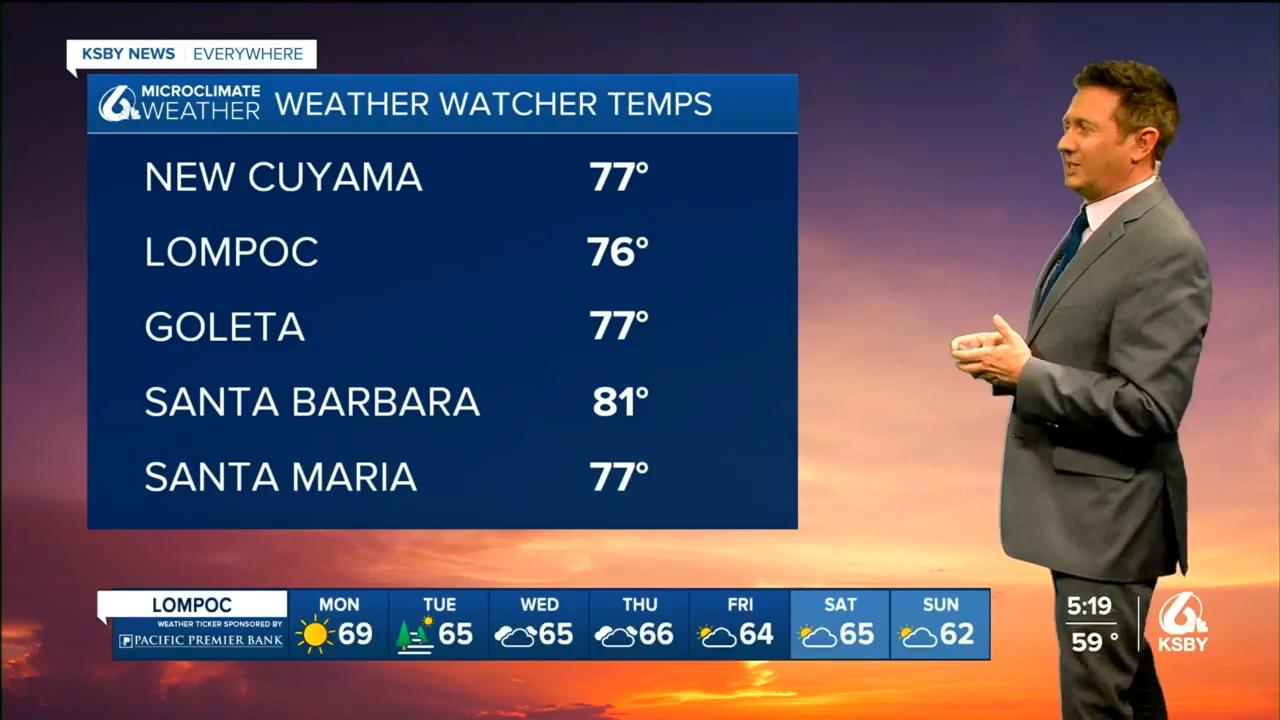 KSBY NEWS | EVERYWHERE
6 MICROCLIMATE WEATHER WEATHER WATCHER TEMPS
NEW CUYAMA 77°
LOMPOC 76°
GOLETA 77°
SANTA BARBARA 81°
SANTA MARIA 77°
LOMPOC
WEATHER TICKER SPONSORED BY
PACIFIC PREMIER BANK
MON TUE WED THU FRI SAT SUN
69 65 65 66 64 65 62
5:19
59°
6
KSBY